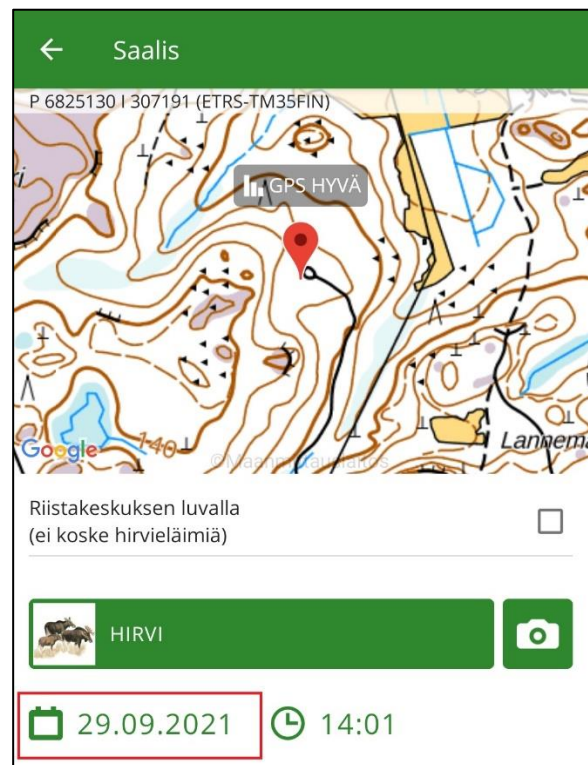 Saalis
P 6825130 I 307191 (ETRS-TM35FIN)
GPS HYVÄ
140
Google
©Maanmittauslaitos
Riistakeskuksen luvalla
(ei koske hirvieläimiä)
HIRVI
29.09.2021 14:01